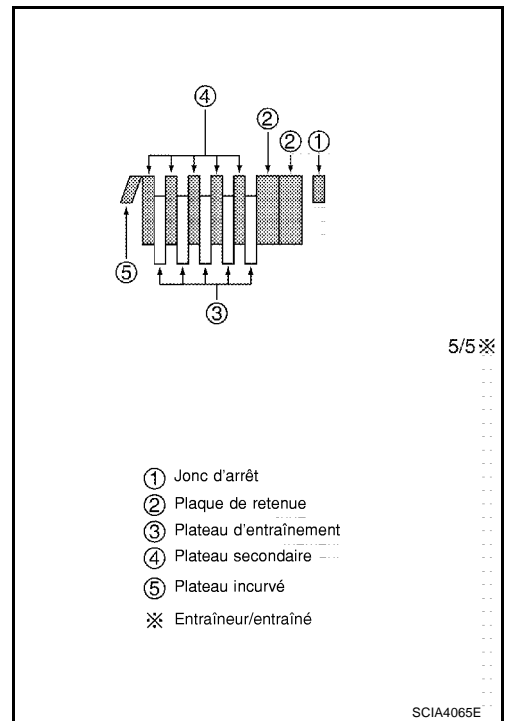 ④
② ② ①
⑤
③
5/5※
① Jonc d'arrêt
② Plaque de retenue
③ Plateau d'entraînement
④ Plateau secondaire
⑤ Plateau incurvé
※ Entraîneur/entraîné
SCIA4065E